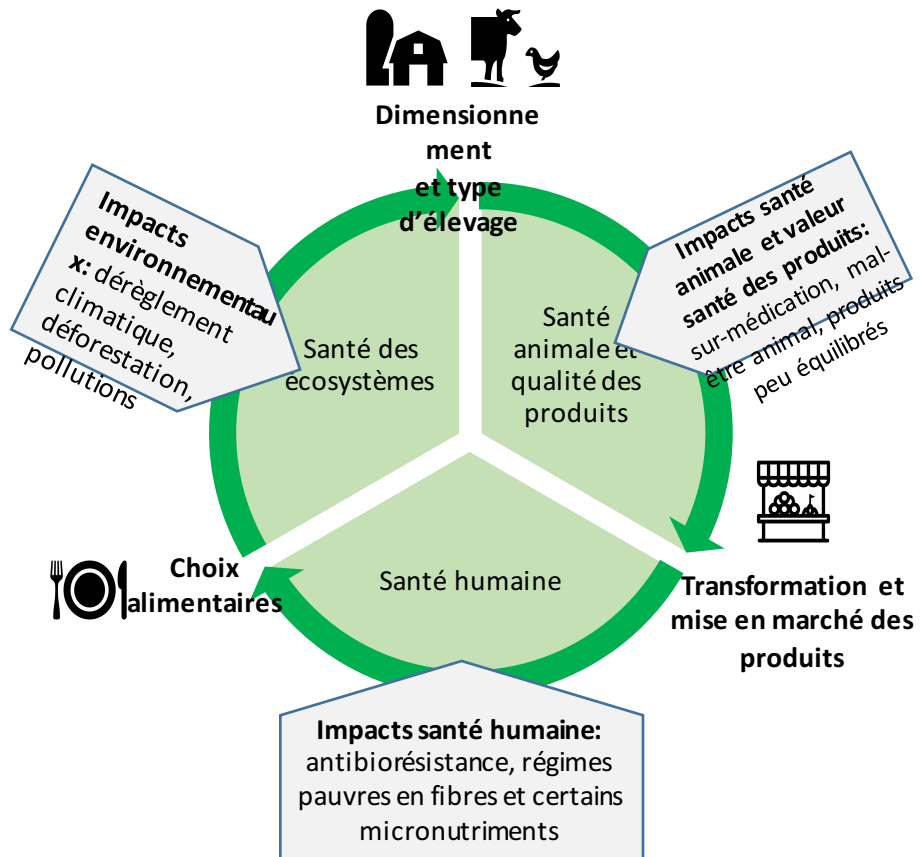 Dimensionne
ment
et type
d'élevage
Impacts
environnementau
x: dérèglement
climatique,
déforestation,
pollutions
Impacts santé
animale et valeur
santé des produits:
sur-médication, mal-
être animal, produits
peu équilibrés
Santé des
écosystèmes
Santé
animale et
qualité des
produits
Choix
alimentaires
Santé humaine
Transformation et
mise en marché des
produits
Impacts santé humaine:
antibiorésistance, régimes
pauvres en fibres et certains
micronutriments